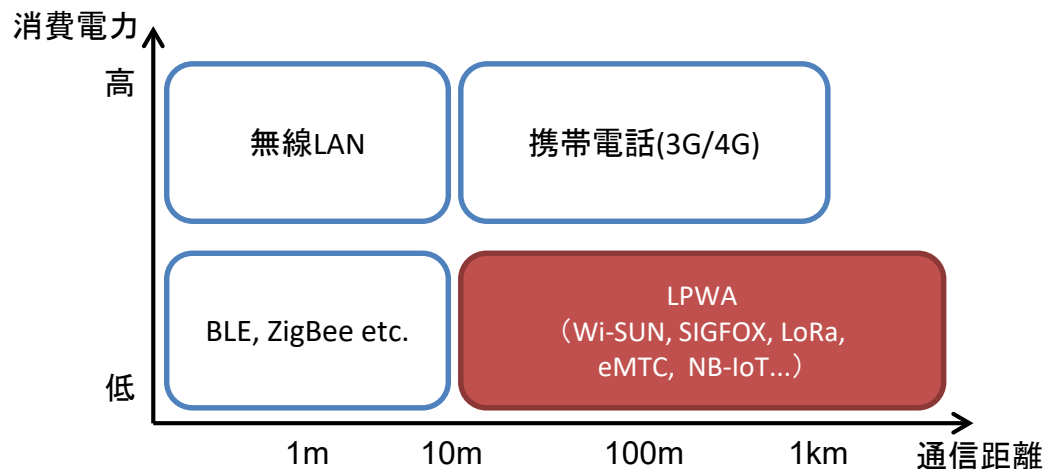 消費電力
高
無線LAN
携帯電話(3G/4G)
BLE, ZigBee etc.
LPWA
（Wi-SUN, SIGFOX, LoRa,
eMTC, NB-IoT...）
低
1m 10m 100m 1km 通信距離